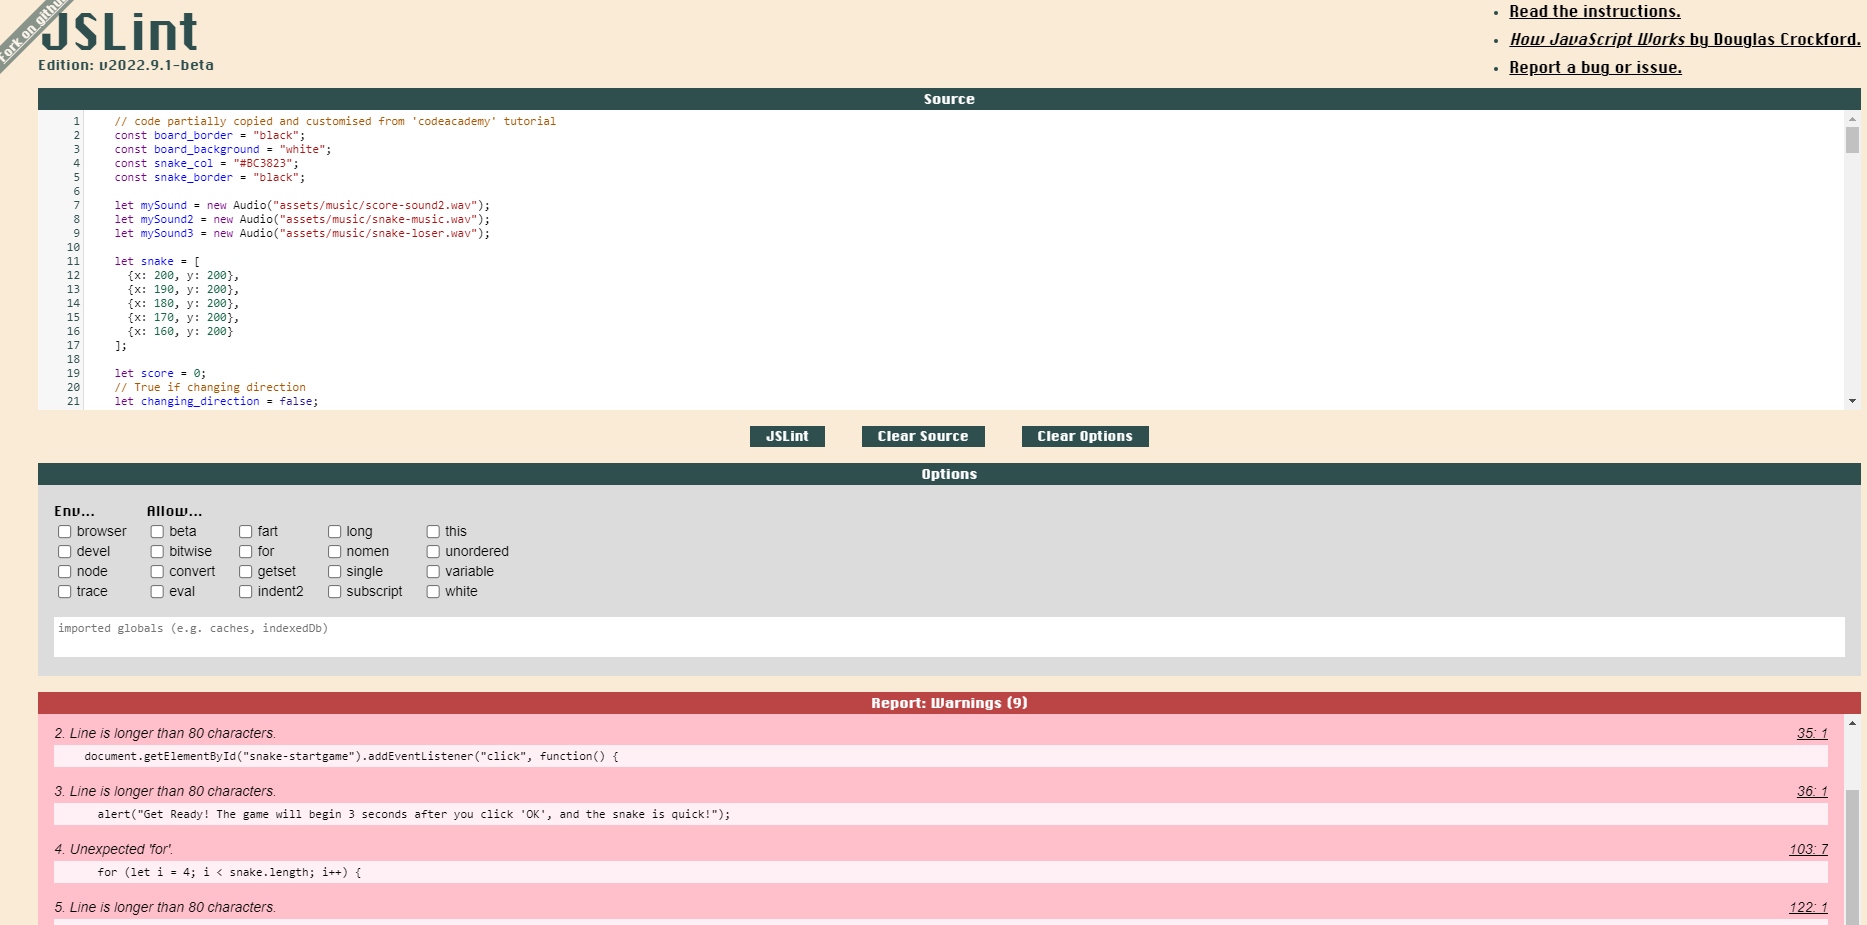 Fork on github
JSLint
Edition: v2022.9.1-beta
Read the instructions.
How JavaScript Works by Douglas Crockford.
Report a bug or issue.
Source
1 // code partially copied and customised from 'codeacademy' tutorial
2 const board_border = "black";
3 const board_background = "white";
4 const snake_col = "#BC3823";
5 const snake_border = "black";
6
7 let mySound = new Audio("assets/music/score-sound2.wav");
8 let mySound2 = new Audio("assets/music/snake-music.wav");
9 let mySound3 = new Audio("assets/music/snake-loser.wav");
10
11 let snake = [
12 {x: 200, y: 200},
13 {x: 190, y: 200},
14 {x: 180, y: 200},
15 {x: 170, y: 200},
16 {x: 160, y: 200}
17 ];
18
19 let score = 0;
20 // True if changing direction
21 let changing_direction = false;
JSLint Clear Source Clear Options
Options
Env... Allow...
browser beta fart long this
devel bitwise for nomen unordered
node convert getset single variable
trace eval indent2 subscript white
imported globals (e.g. caches, indexedDb)
Report: Warnings (9)
2. Line is longer than 80 characters. 35: 1
document.getElementById("snake-startgame").addEventListener("click", function() {
3. Line is longer than 80 characters. 36: 1
alert("Get Ready! The game will begin 3 seconds after you click 'OK', and the snake is quick!");
4. Unexpected 'for'. 103: 7
for (let i = 4; i < snake.length; i++) {
5. Line is longer than 80 characters. 122: 1